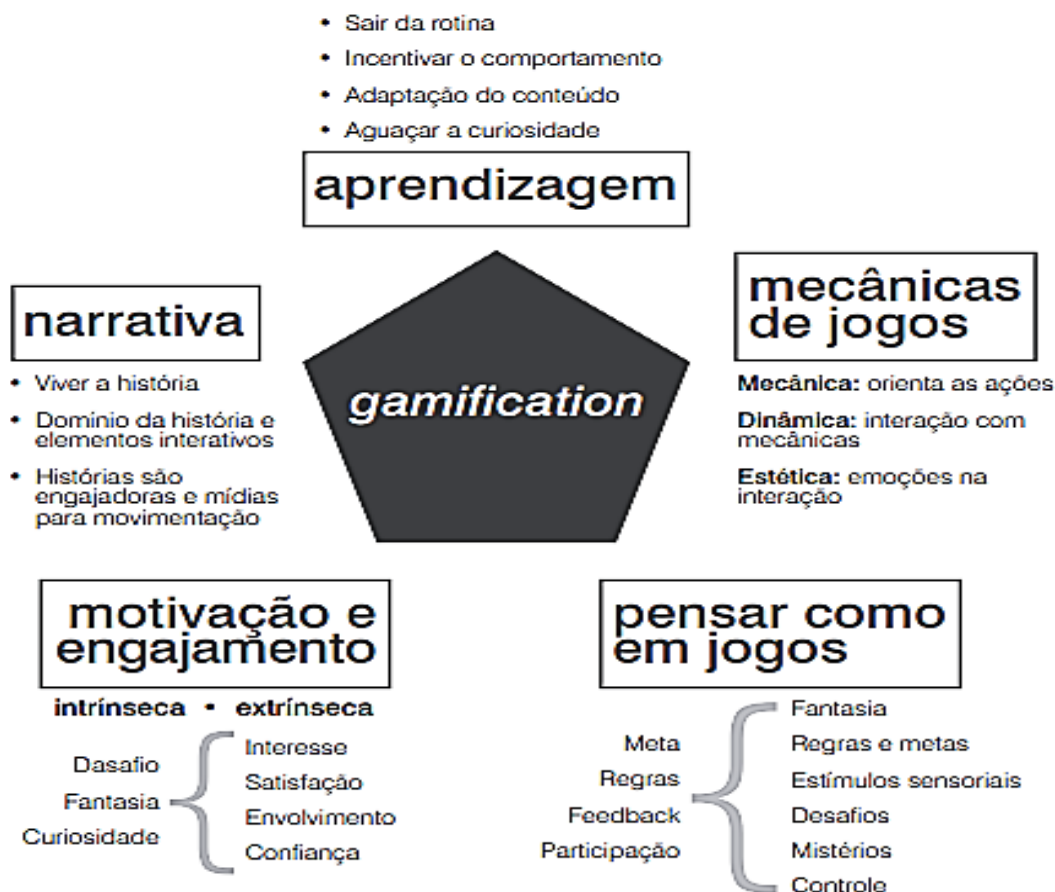 • Sair da rotina
• Incentivar o comportamento
• Adaptação do conteúdo
• Aguaçar a curiosidade
aprendizagem
narrativa
• Viver a história
• Dominio da história e
elementos interativos
• Histórias são
engajadoras e mídias
para movimentação
gamification
mecânicas
de jogos
Mecânica: orienta as ações
Dinâmica: interação com
mecânicas
Estética: emoções na
interação
motivação e
engajamento
intrínseca • extrínseca
Dasafio
Fantasia
Curiosidade
Interesse
Satisfação
Envolvimento
Confiança
pensar como
em jogos
Meta
Regras
Feedback
Participação
Fantasia
Regras e metas
Estímulos sensoriais
Desafios
Mistérios
Controle